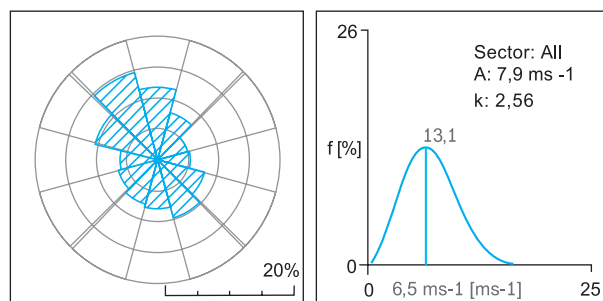 20%
26
Sector: All
A: 7,9 ms -1
k: 2,56
13,1
f [%]
0
0
6,5 ms-1 [ms-1]
25